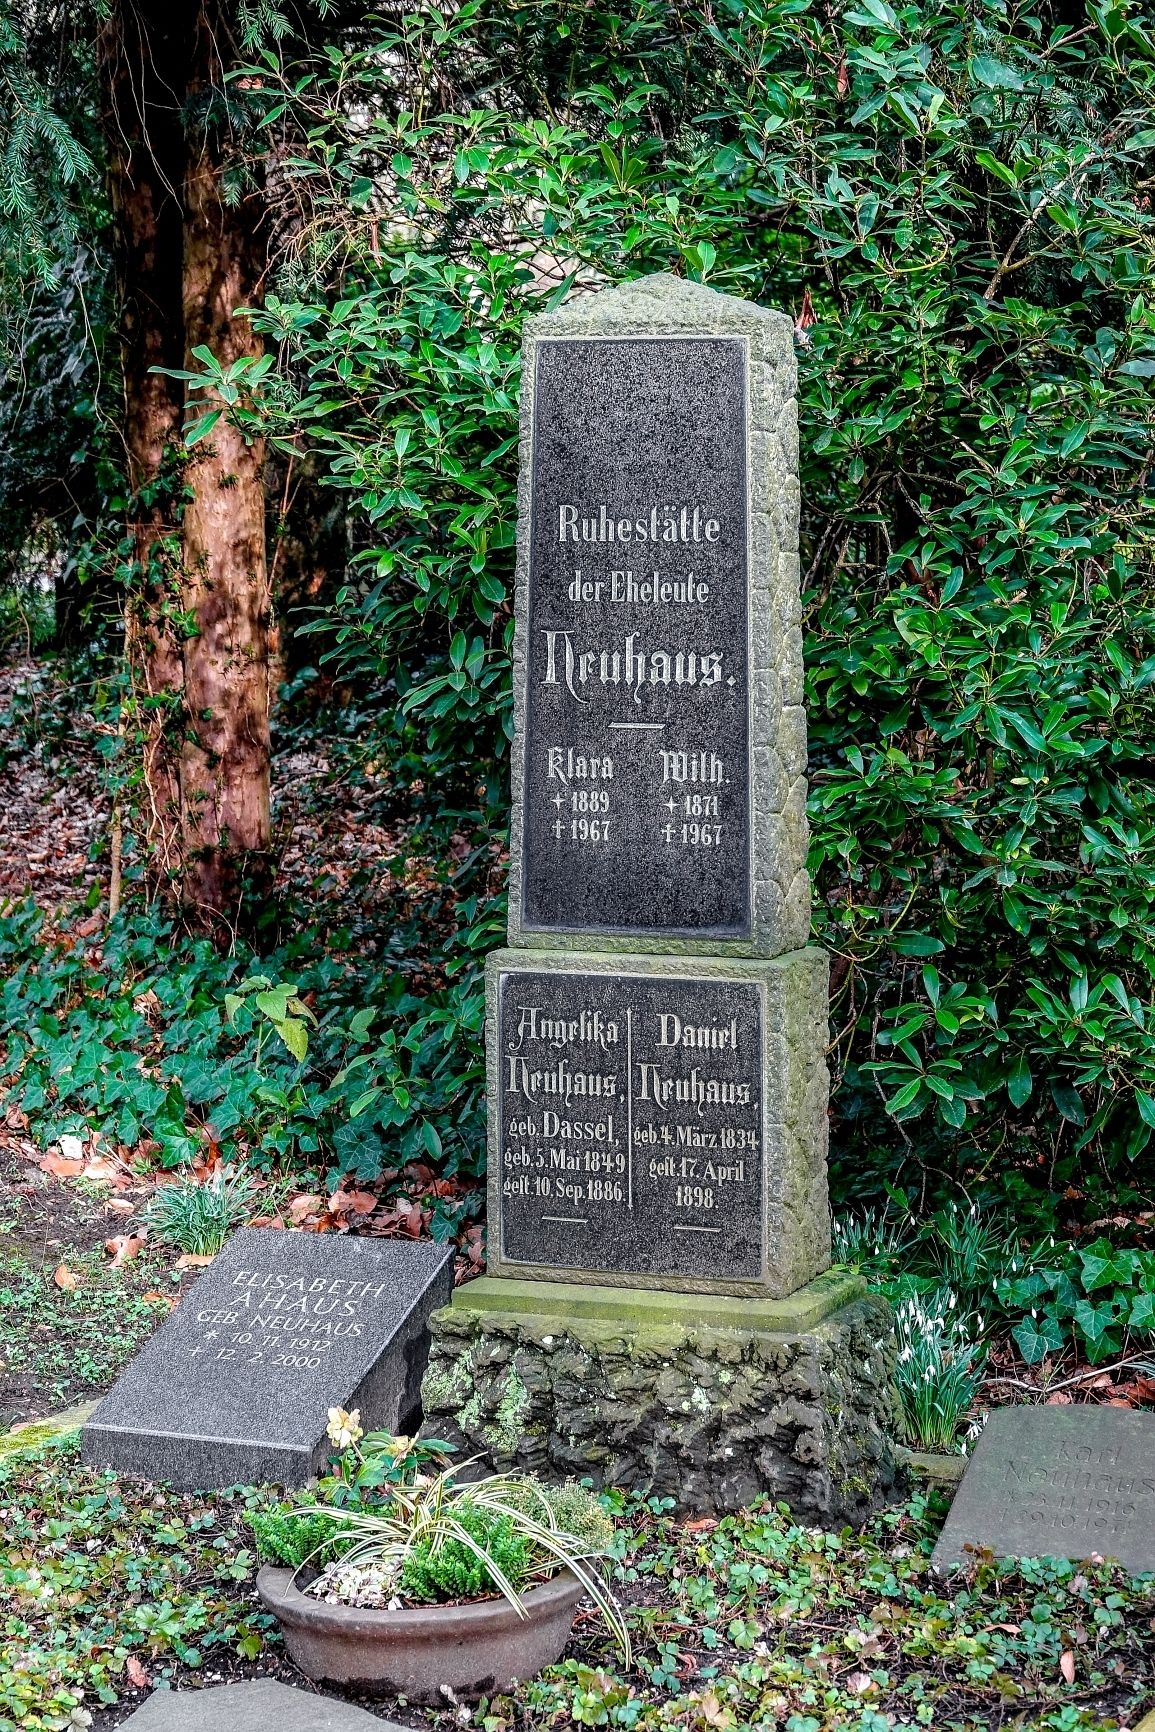 Ruhestätte
der Eheleute
Neuhaus.
Klara
✶ 1889
✝ 1967
Wilh.
✶ 1871
✝ 1967
Angelika
Neuhaus,
geb. Dassel,
geb. 5. Mai 1849
gest. 10. Sep. 1886.
Daniel
Neuhaus,
geb. 4. März 1834
gest. 17. April
1898.
ELISABETH
AHAUS
GEB. NEUHAUS
* 10. 11. 1912
+ 12. 2. 2000
Karl
Neuhaus